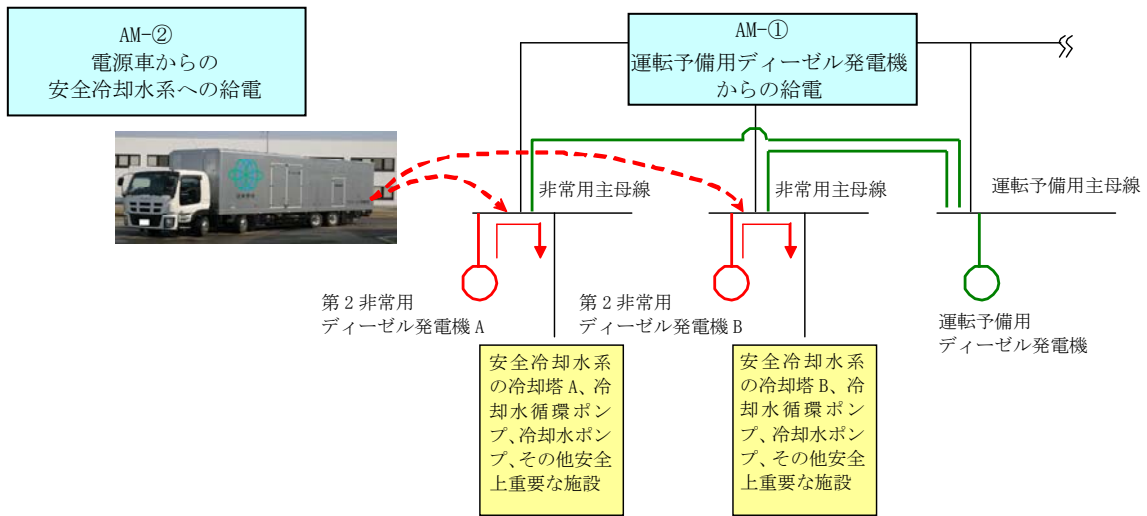 AM-②
電源車からの
安全冷却水系への給電
AM-①
運転予備用ディーゼル発電機
からの給電
非常用主母線
非常用主母線
運転予備用主母線
第2非常用
ディーゼル発電機A
第2非常用
ディーゼル発電機B
運転予備用
ディーゼル発電機
安全冷却水系
の冷却塔A、冷
却水循環ポン
プ、冷却水ポン
プ、その他安全
上重要な施設
安全冷却水系
の冷却塔B、冷
却水循環ポン
プ、冷却水ポン
プ、その他安全
上重要な施設